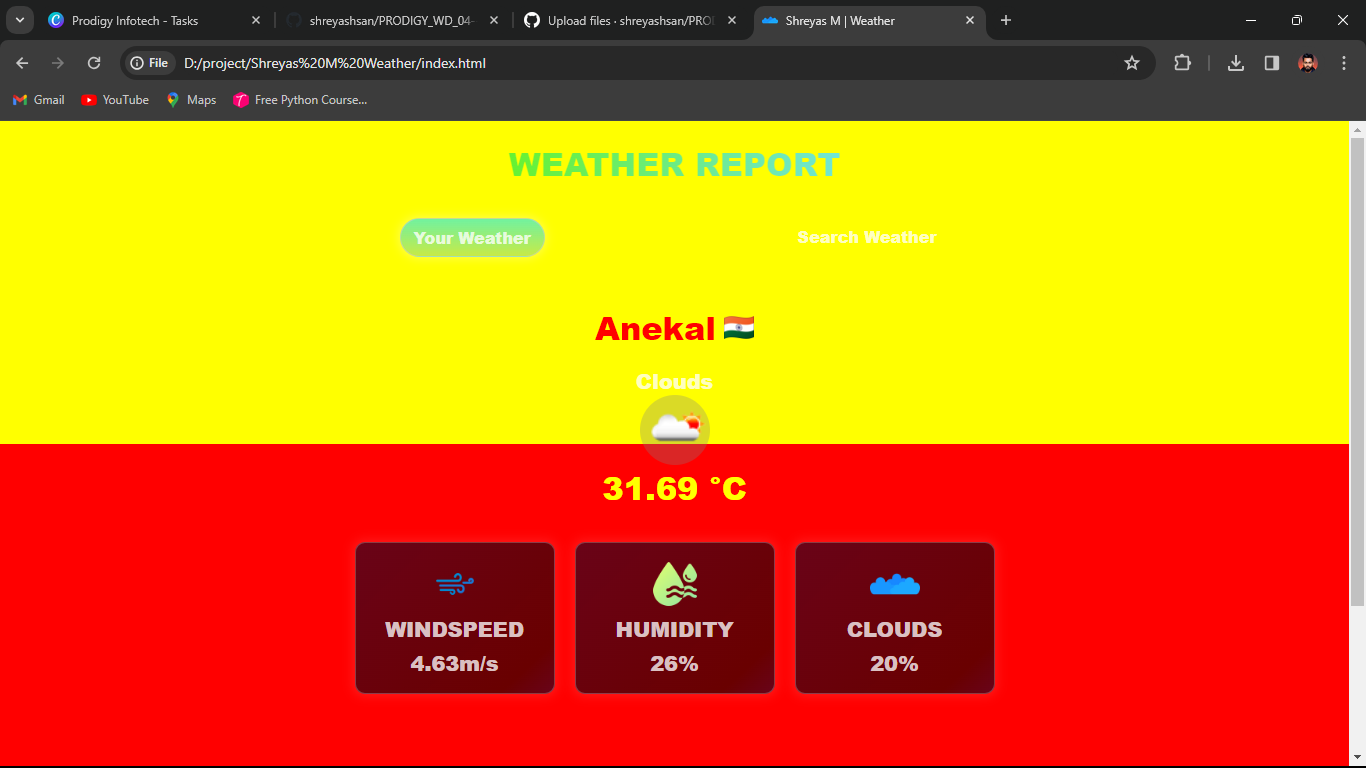 Prodigy Infotech - Tasks
shreyashsan/PRODIGY_WD_04-
Upload files · shreyashsan/PRO
Shreyas M | Weather
File
D:/project/Shreyas%20M%20Weather/index.html
Gmail
YouTube
Maps
Free Python Course...
WEATHER REPORT
Your Weather
Search Weather
Anekal
Clouds
31.69 °C
WINDSPEED
HUMIDITY
CLOUDS
4.63m/s
26%
20%